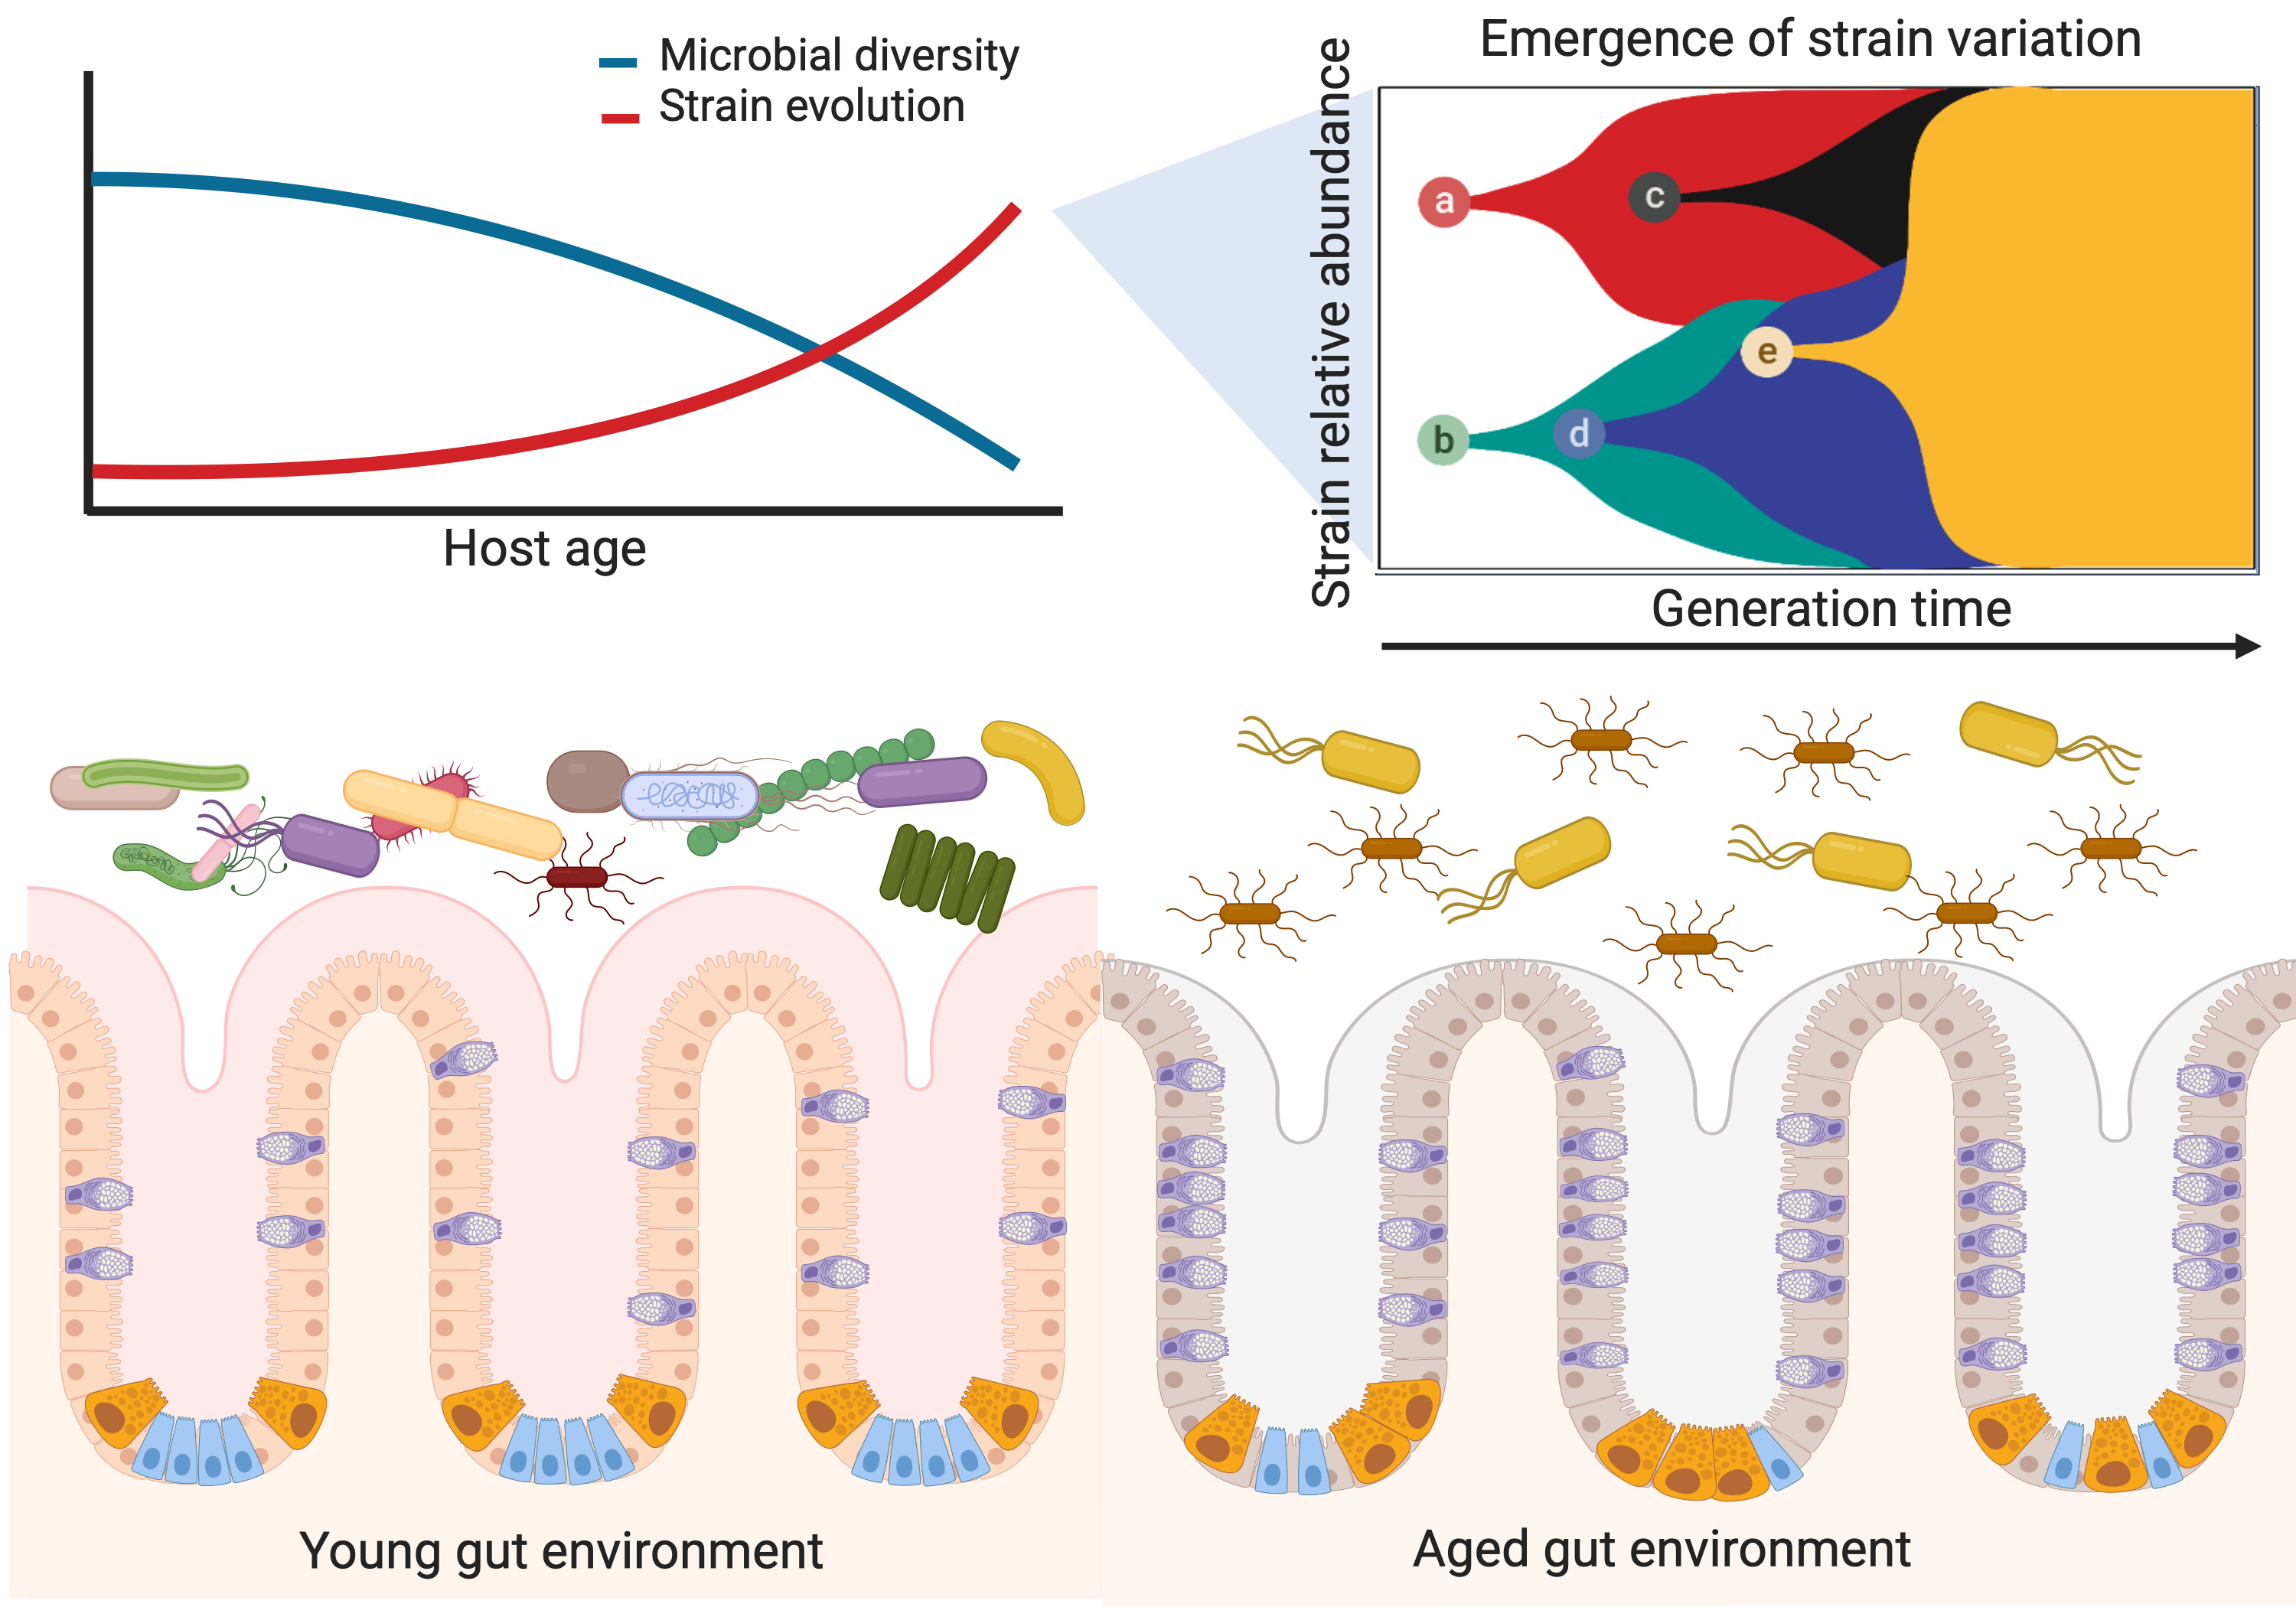 Microbial diversity
Strain evolution
Host age
Emergence of strain variation
Strain relative abundance
a
c
e
d
b
Generation time
Young gut environment
Aged gut environment